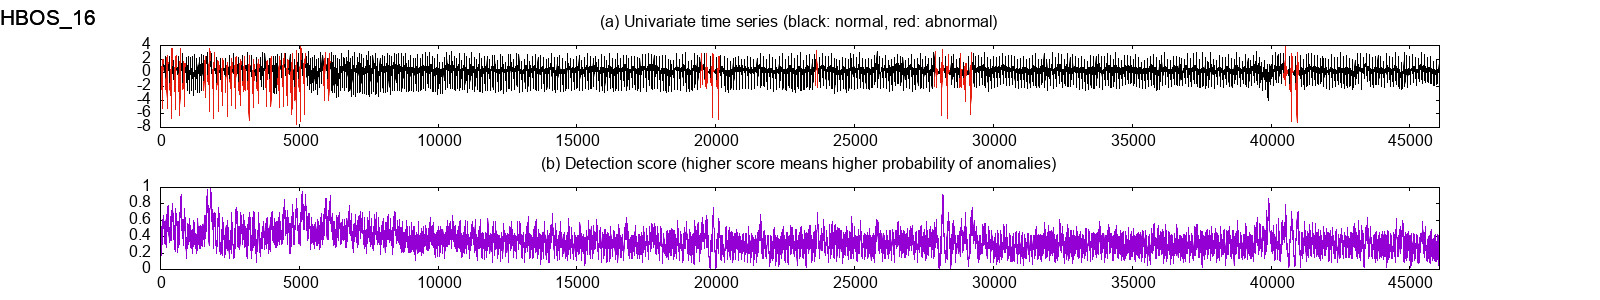 HBOS_16
(a) Univariate time series (black: normal, red: abnormal)
4
2
0
-2
-4
-6
-8
0 5000 10000 15000 20000 25000 30000 35000 40000 45000
(b) Detection score (higher score means higher probability of anomalies)
1
0.8
0.6
0.4
0.2
0
0 5000 10000 15000 20000 25000 30000 35000 40000 45000